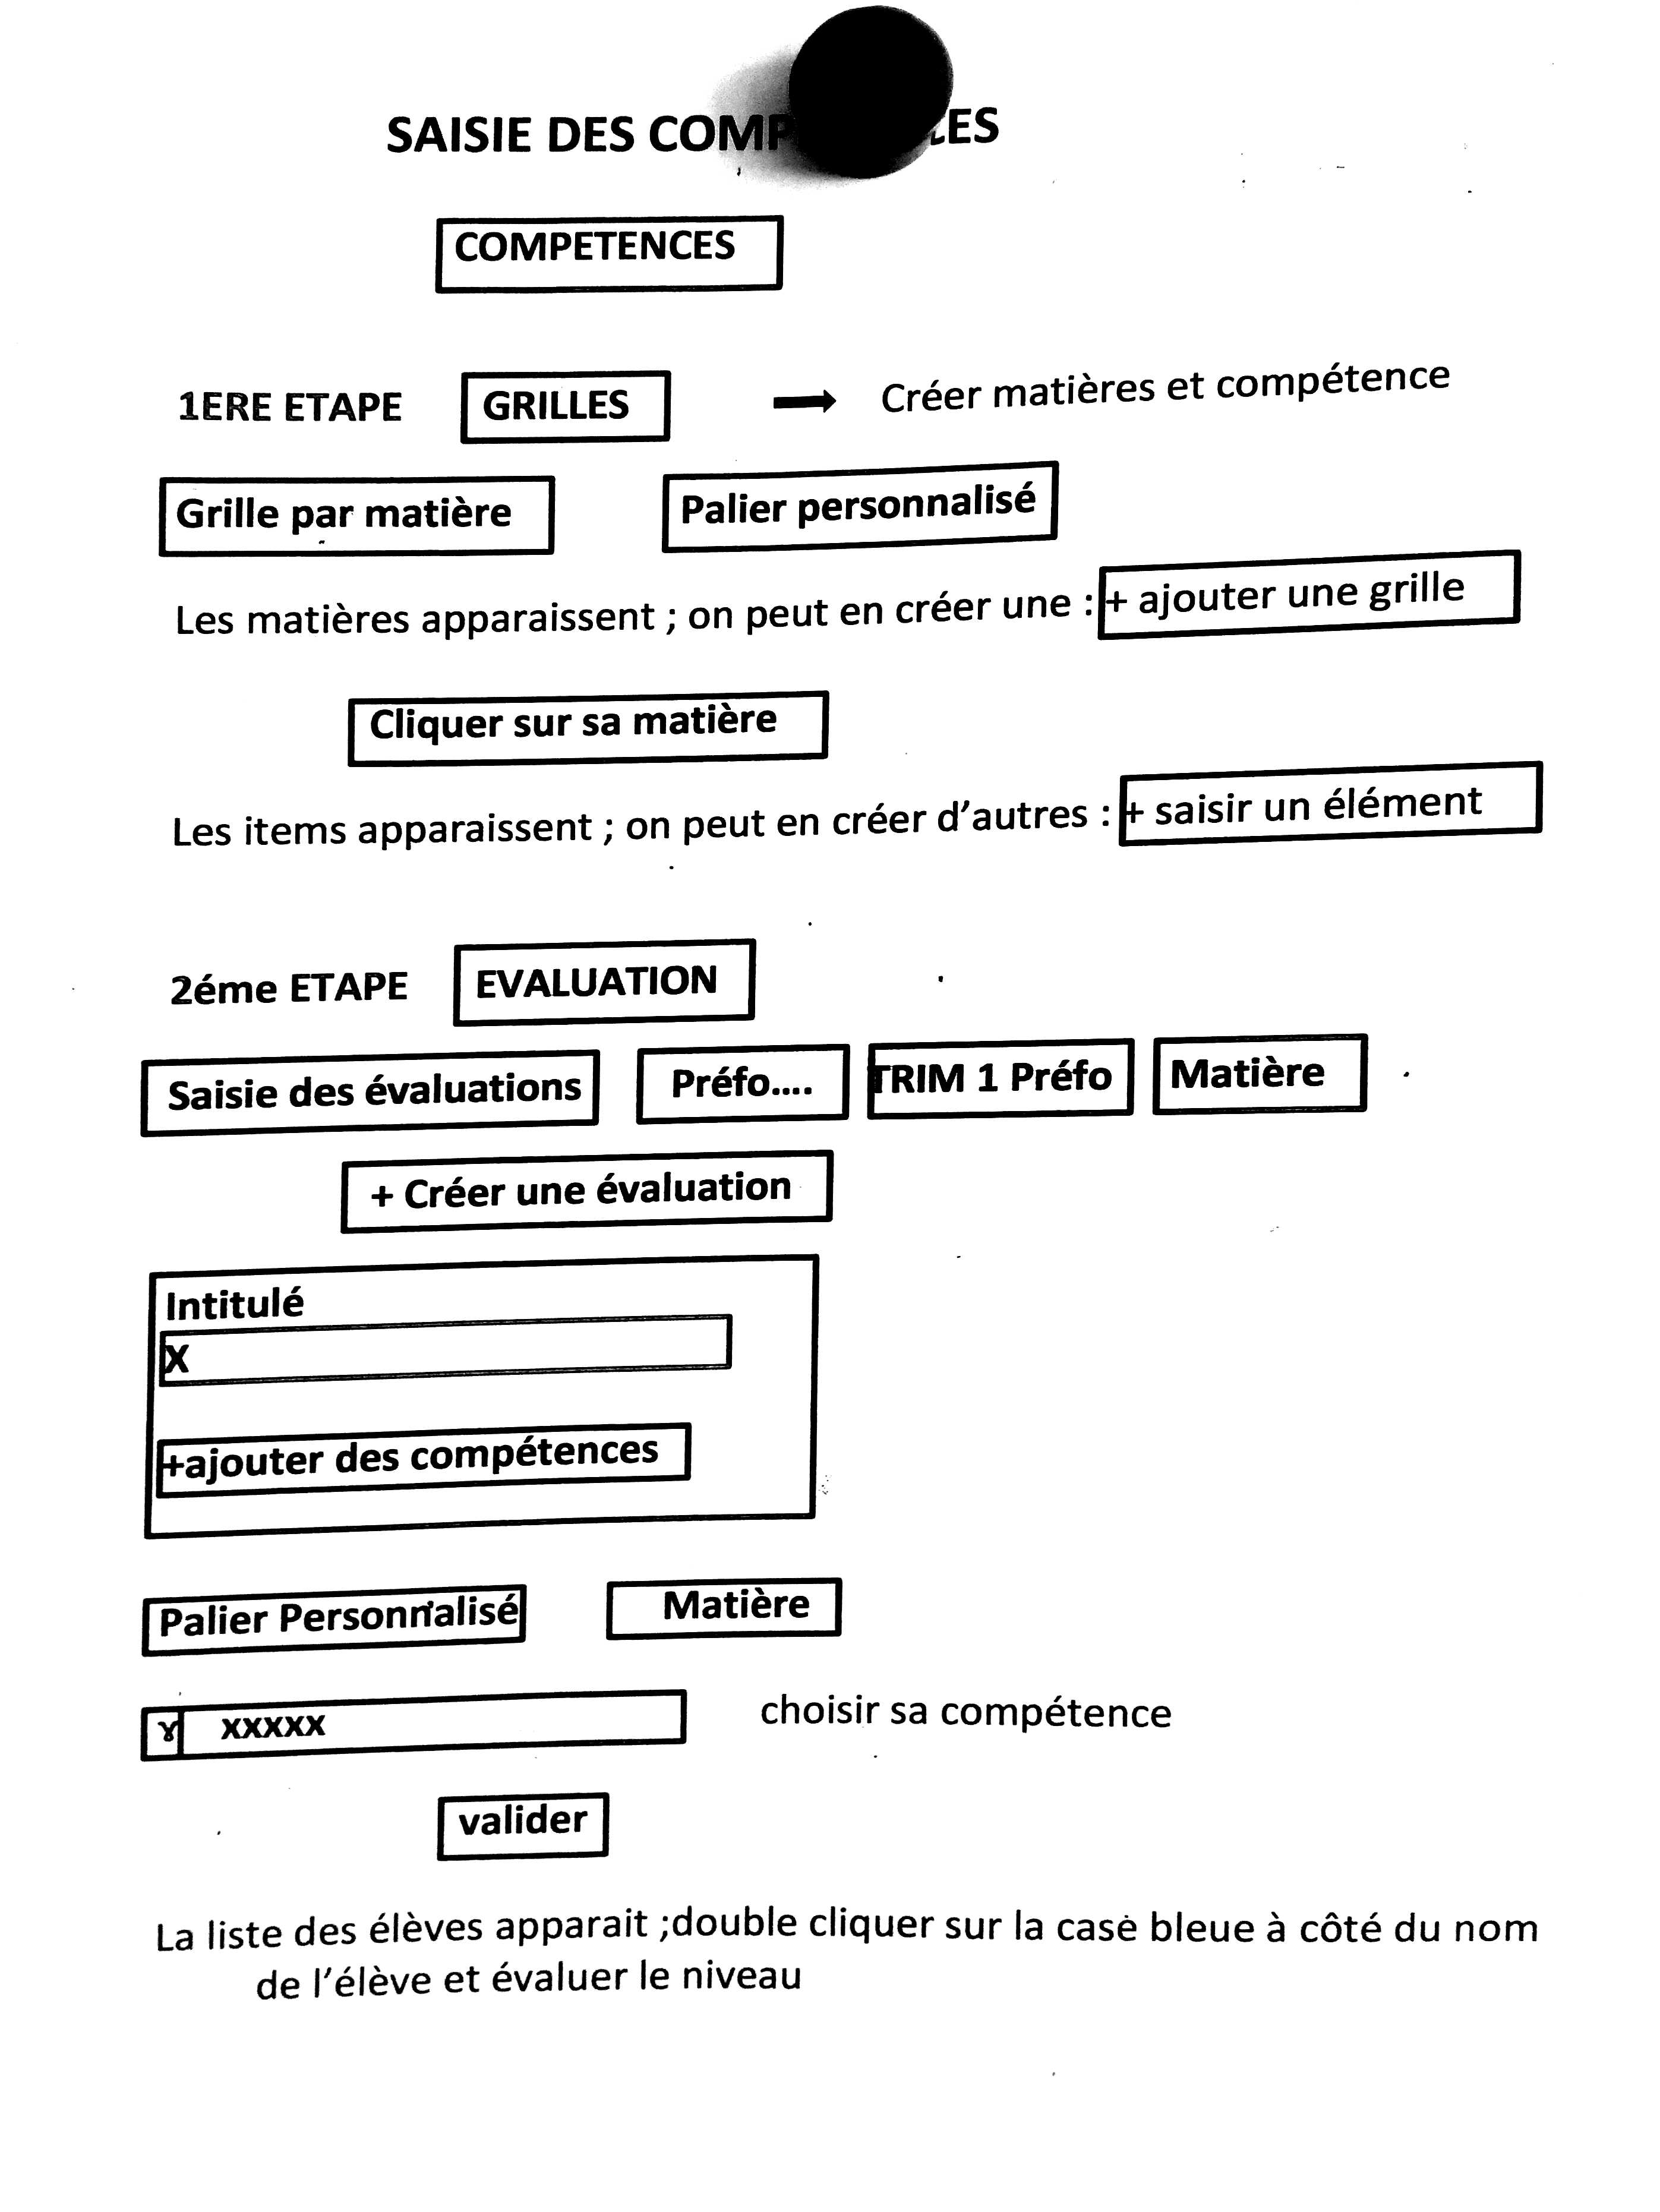 SAISIE DES
COMPETENCES
1ERE ETAPE GRILLES → Créer matières et compétence
Grille par matière Palier personnalisé
Les matières apparaissent ; on peut en créer une : + ajouter une grille
Cliquer sur sa matière
Les items apparaissent ; on peut en créer d'autres : + saisir un élément
2éme ETAPE EVALUATION
Saisie des évaluations Préfo.... TRIM 1 Préfo Matière
+ Créer une évaluation
Intitulé
X
+ajouter des compétences
Palier Personnalisé Matière
xxxxx choisir sa compétence
valider
La liste des élèves apparait ;double cliquer sur la case bleue à côté du nom
de l'élève et évaluer le niveau